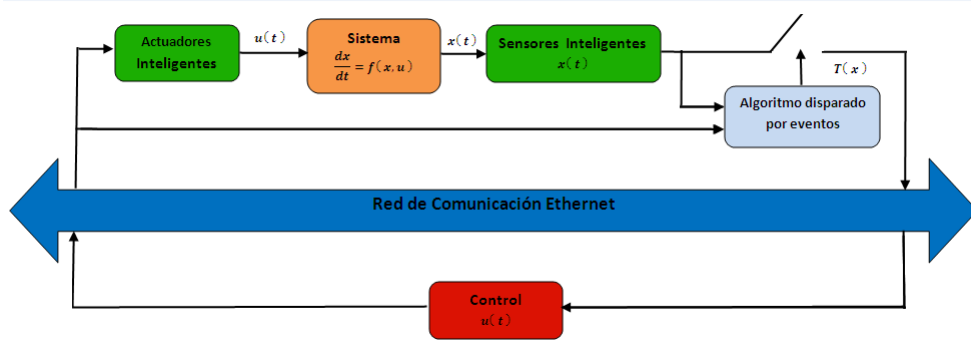 Actuadores
Inteligentes
u(t)
Sistema
dx/dt = f(x, u)
x(t)
Sensores Inteligentes
x(t)
T(x)
Algoritmo disparado
por eventos
Red de Comunicación Ethernet
Control
u(t)